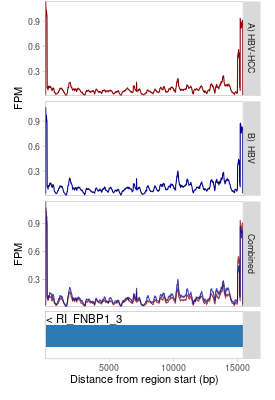 0.9
0.6
0.3
A) HBV-HCC
FPM
0.9
0.6
0.3
B) HBV
0.9
0.6
0.3
FPM
Combined
< RI_FNBP1_3
5000
10000
15000
Distance from region start (bp)